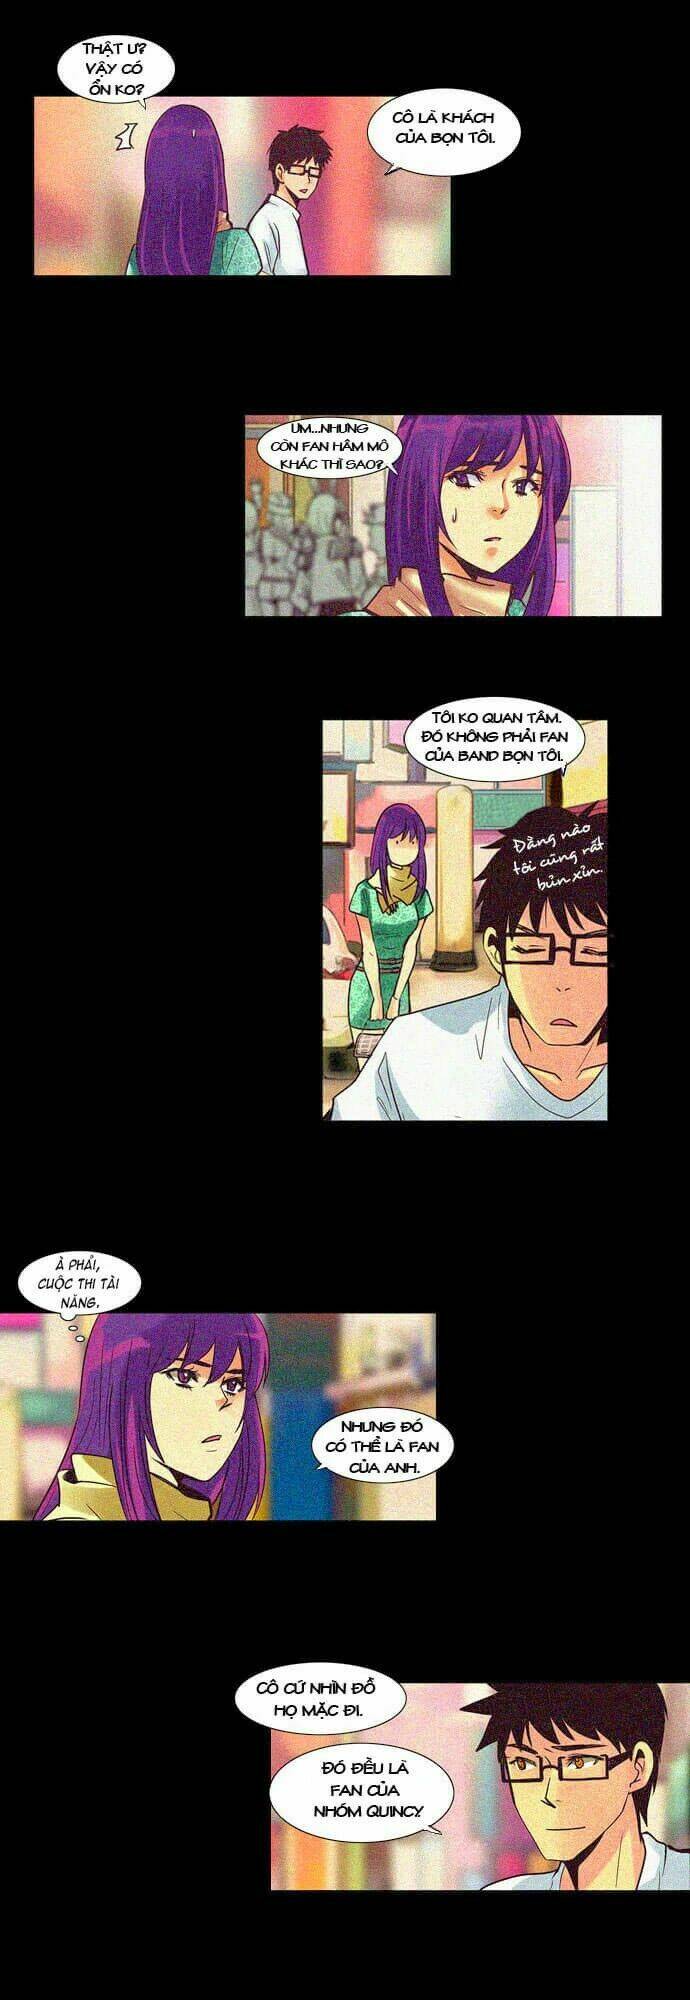 THẬT Ư?
VẬY CÓ
ỔN KO?
CÔ LÀ KHÁCH
CỦA BỌN TÔI.
UM...NHƯNG
CÒN FAN HÂM MÔ
KHÁC THÌ SAO?
TÔI KO QUAN TÂM.
ĐÓ KHÔNG PHẢI FAN
CỦA BAND BỌN TÔI.
Đằng nào
tôi cũng rất
bủn xỉn.
À PHẢI,
CUỘC THI TÀI
NĂNG.
NHƯNG ĐÓ
CÓ THỂ LÀ FAN
CỦA ANH.
CÔ CỨ NHÌN ĐỒ
HỌ MẶC ĐI.
ĐÓ ĐỀU LÀ
FAN CỦA
NHÓM QUINCY.